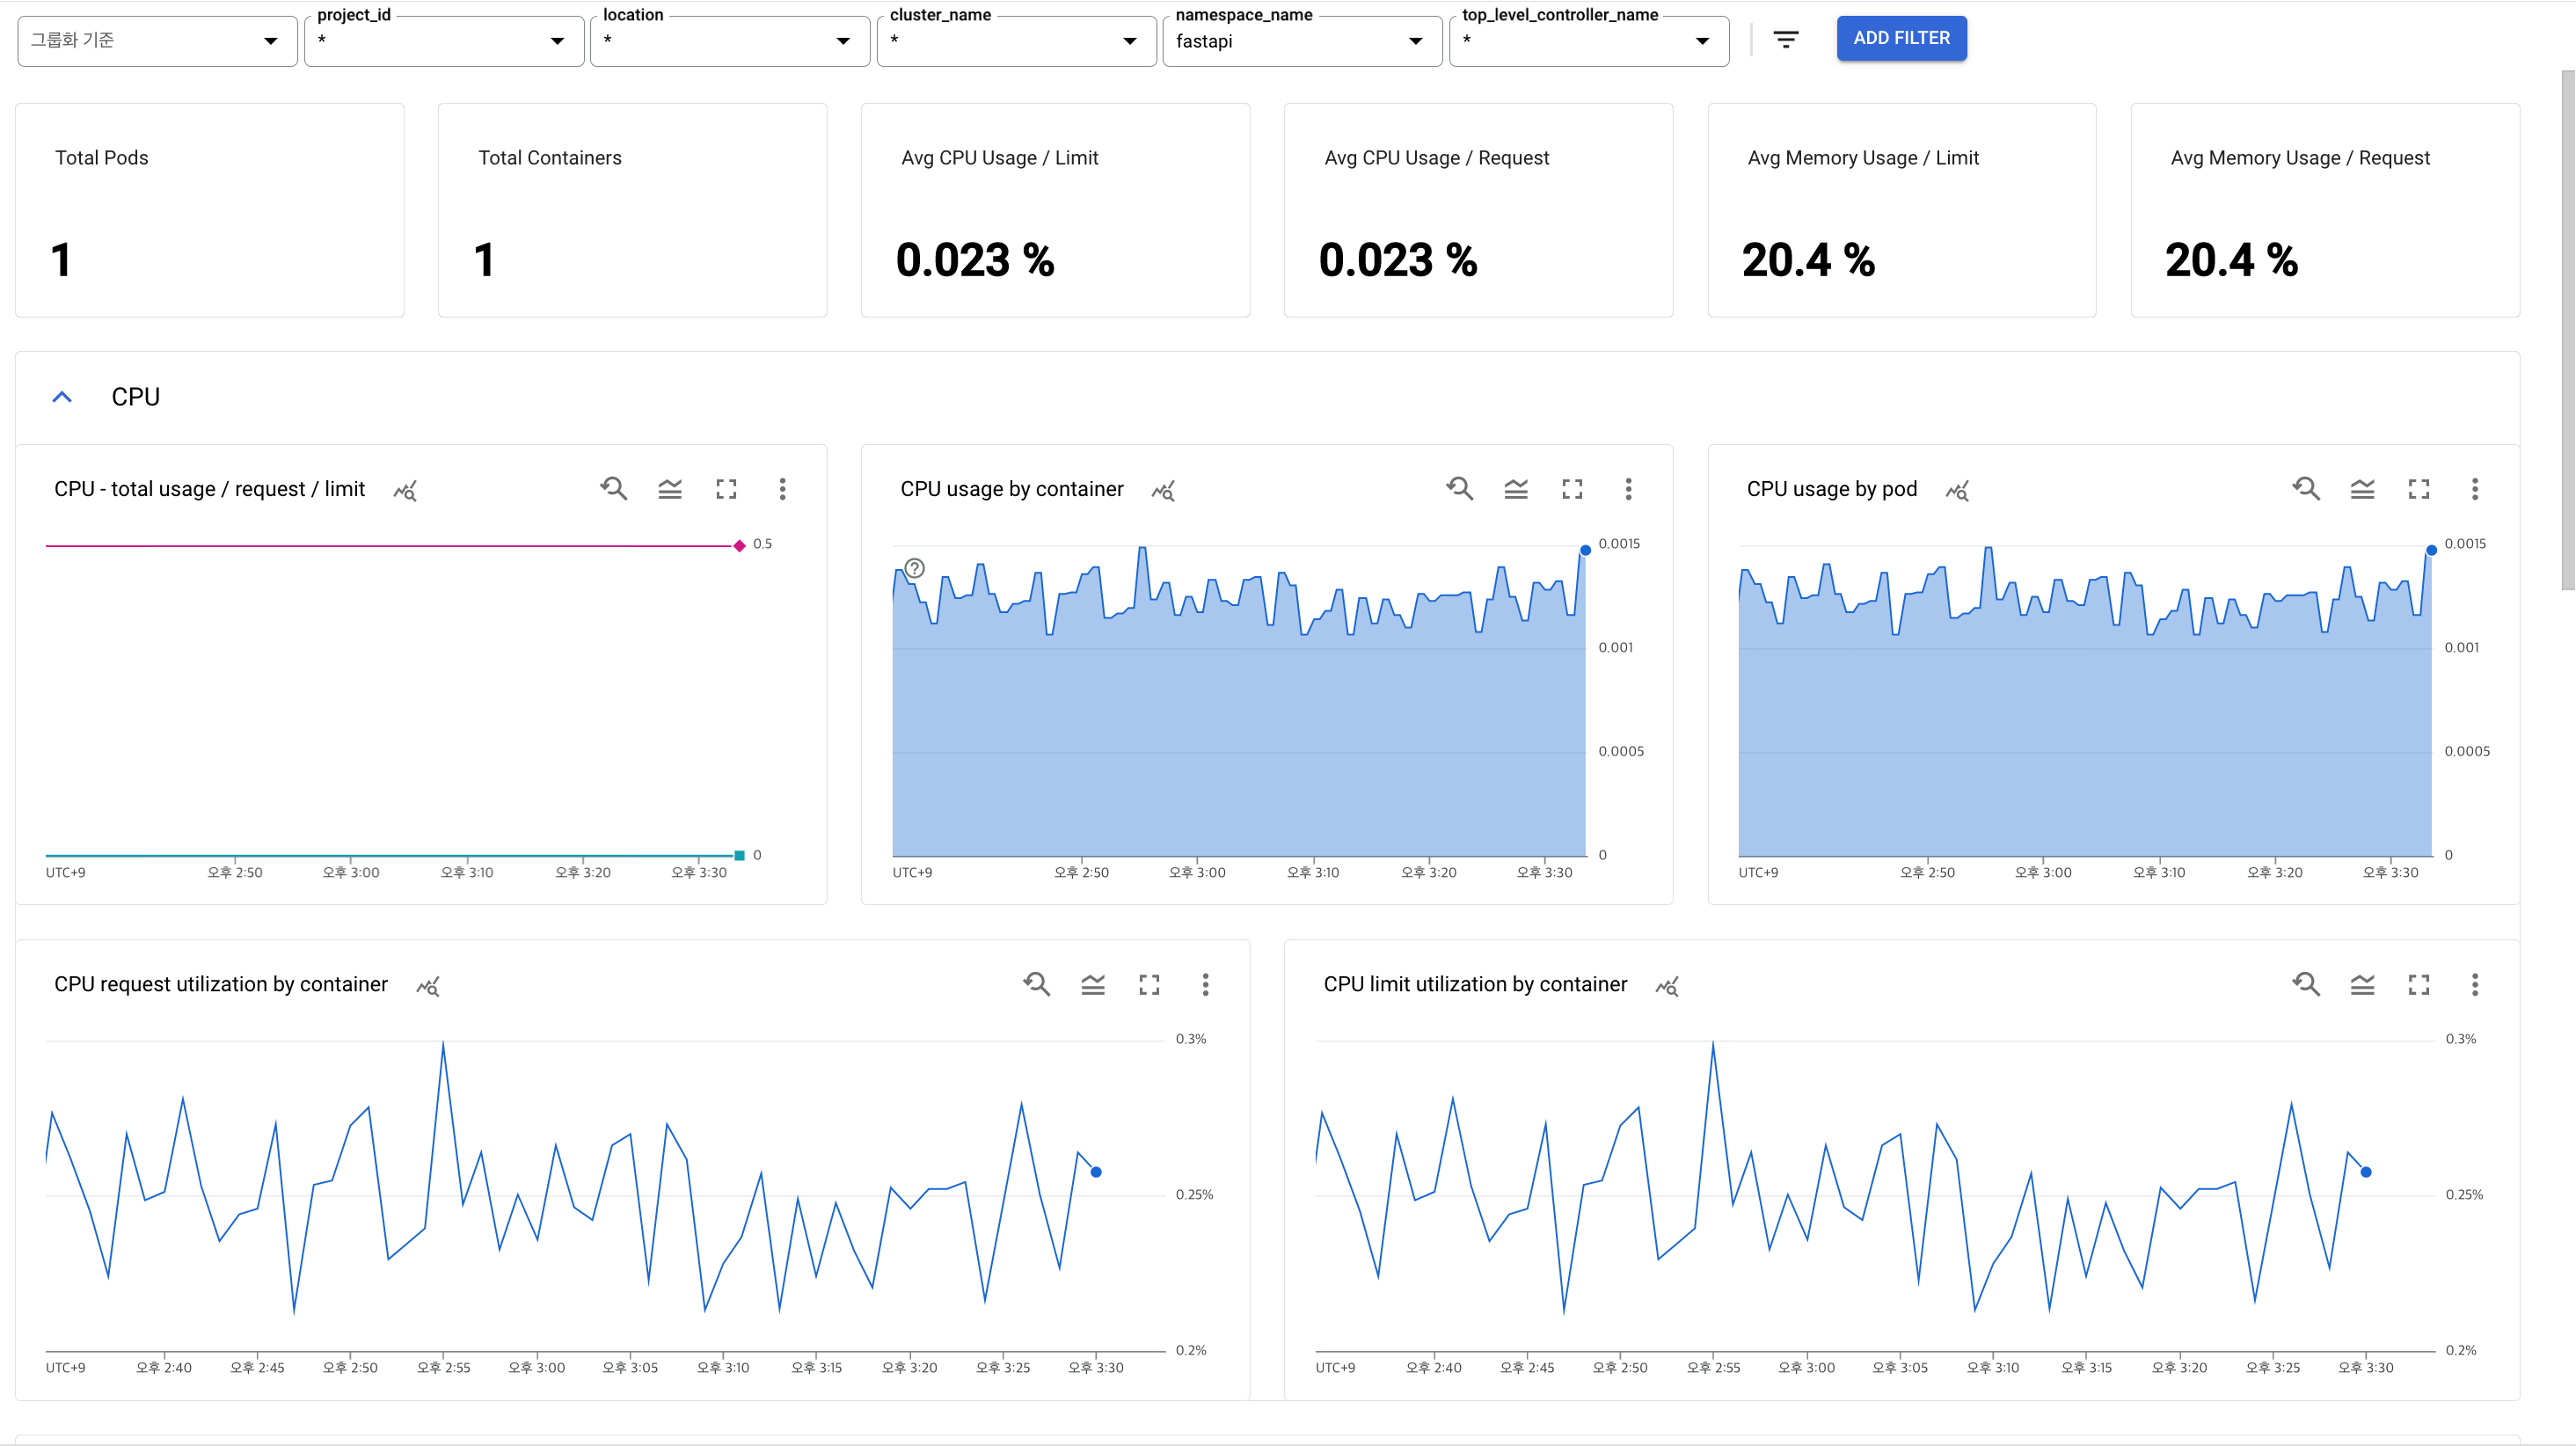 그룹화 기준
project_id
*
location
*
cluster_name
*
namespace_name
fastapi
top_level_controller_name
*
ADD FILTER
Total Pods
1
Total Containers
1
Avg CPU Usage / Limit
0.023 %
Avg CPU Usage / Request
0.023 %
Avg Memory Usage / Limit
20.4 %
Avg Memory Usage / Request
20.4 %
CPU
CPU - total usage / request / limit
0.5
0
UTC+9 오후 2:50 오후 3:00 오후 3:10 오후 3:20 오후 3:30
CPU usage by container
?
0.0015
0.001
0.0005
0
UTC+9 오후 2:50 오후 3:00 오후 3:10 오후 3:20 오후 3:30
CPU usage by pod
0.0015
0.001
0.0005
0
UTC+9 오후 2:50 오후 3:00 오후 3:10 오후 3:20 오후 3:30
CPU request utilization by container
0.3%
0.25%
0.2%
UTC+9 오후 2:40 오후 2:45 오후 2:50 오후 2:55 오후 3:00 오후 3:05 오후 3:10 오후 3:15 오후 3:20 오후 3:25 오후 3:30
CPU limit utilization by container
0.3%
0.25%
0.2%
UTC+9 오후 2:40 오후 2:45 오후 2:50 오후 2:55 오후 3:00 오후 3:05 오후 3:10 오후 3:15 오후 3:20 오후 3:25 오후 3:30